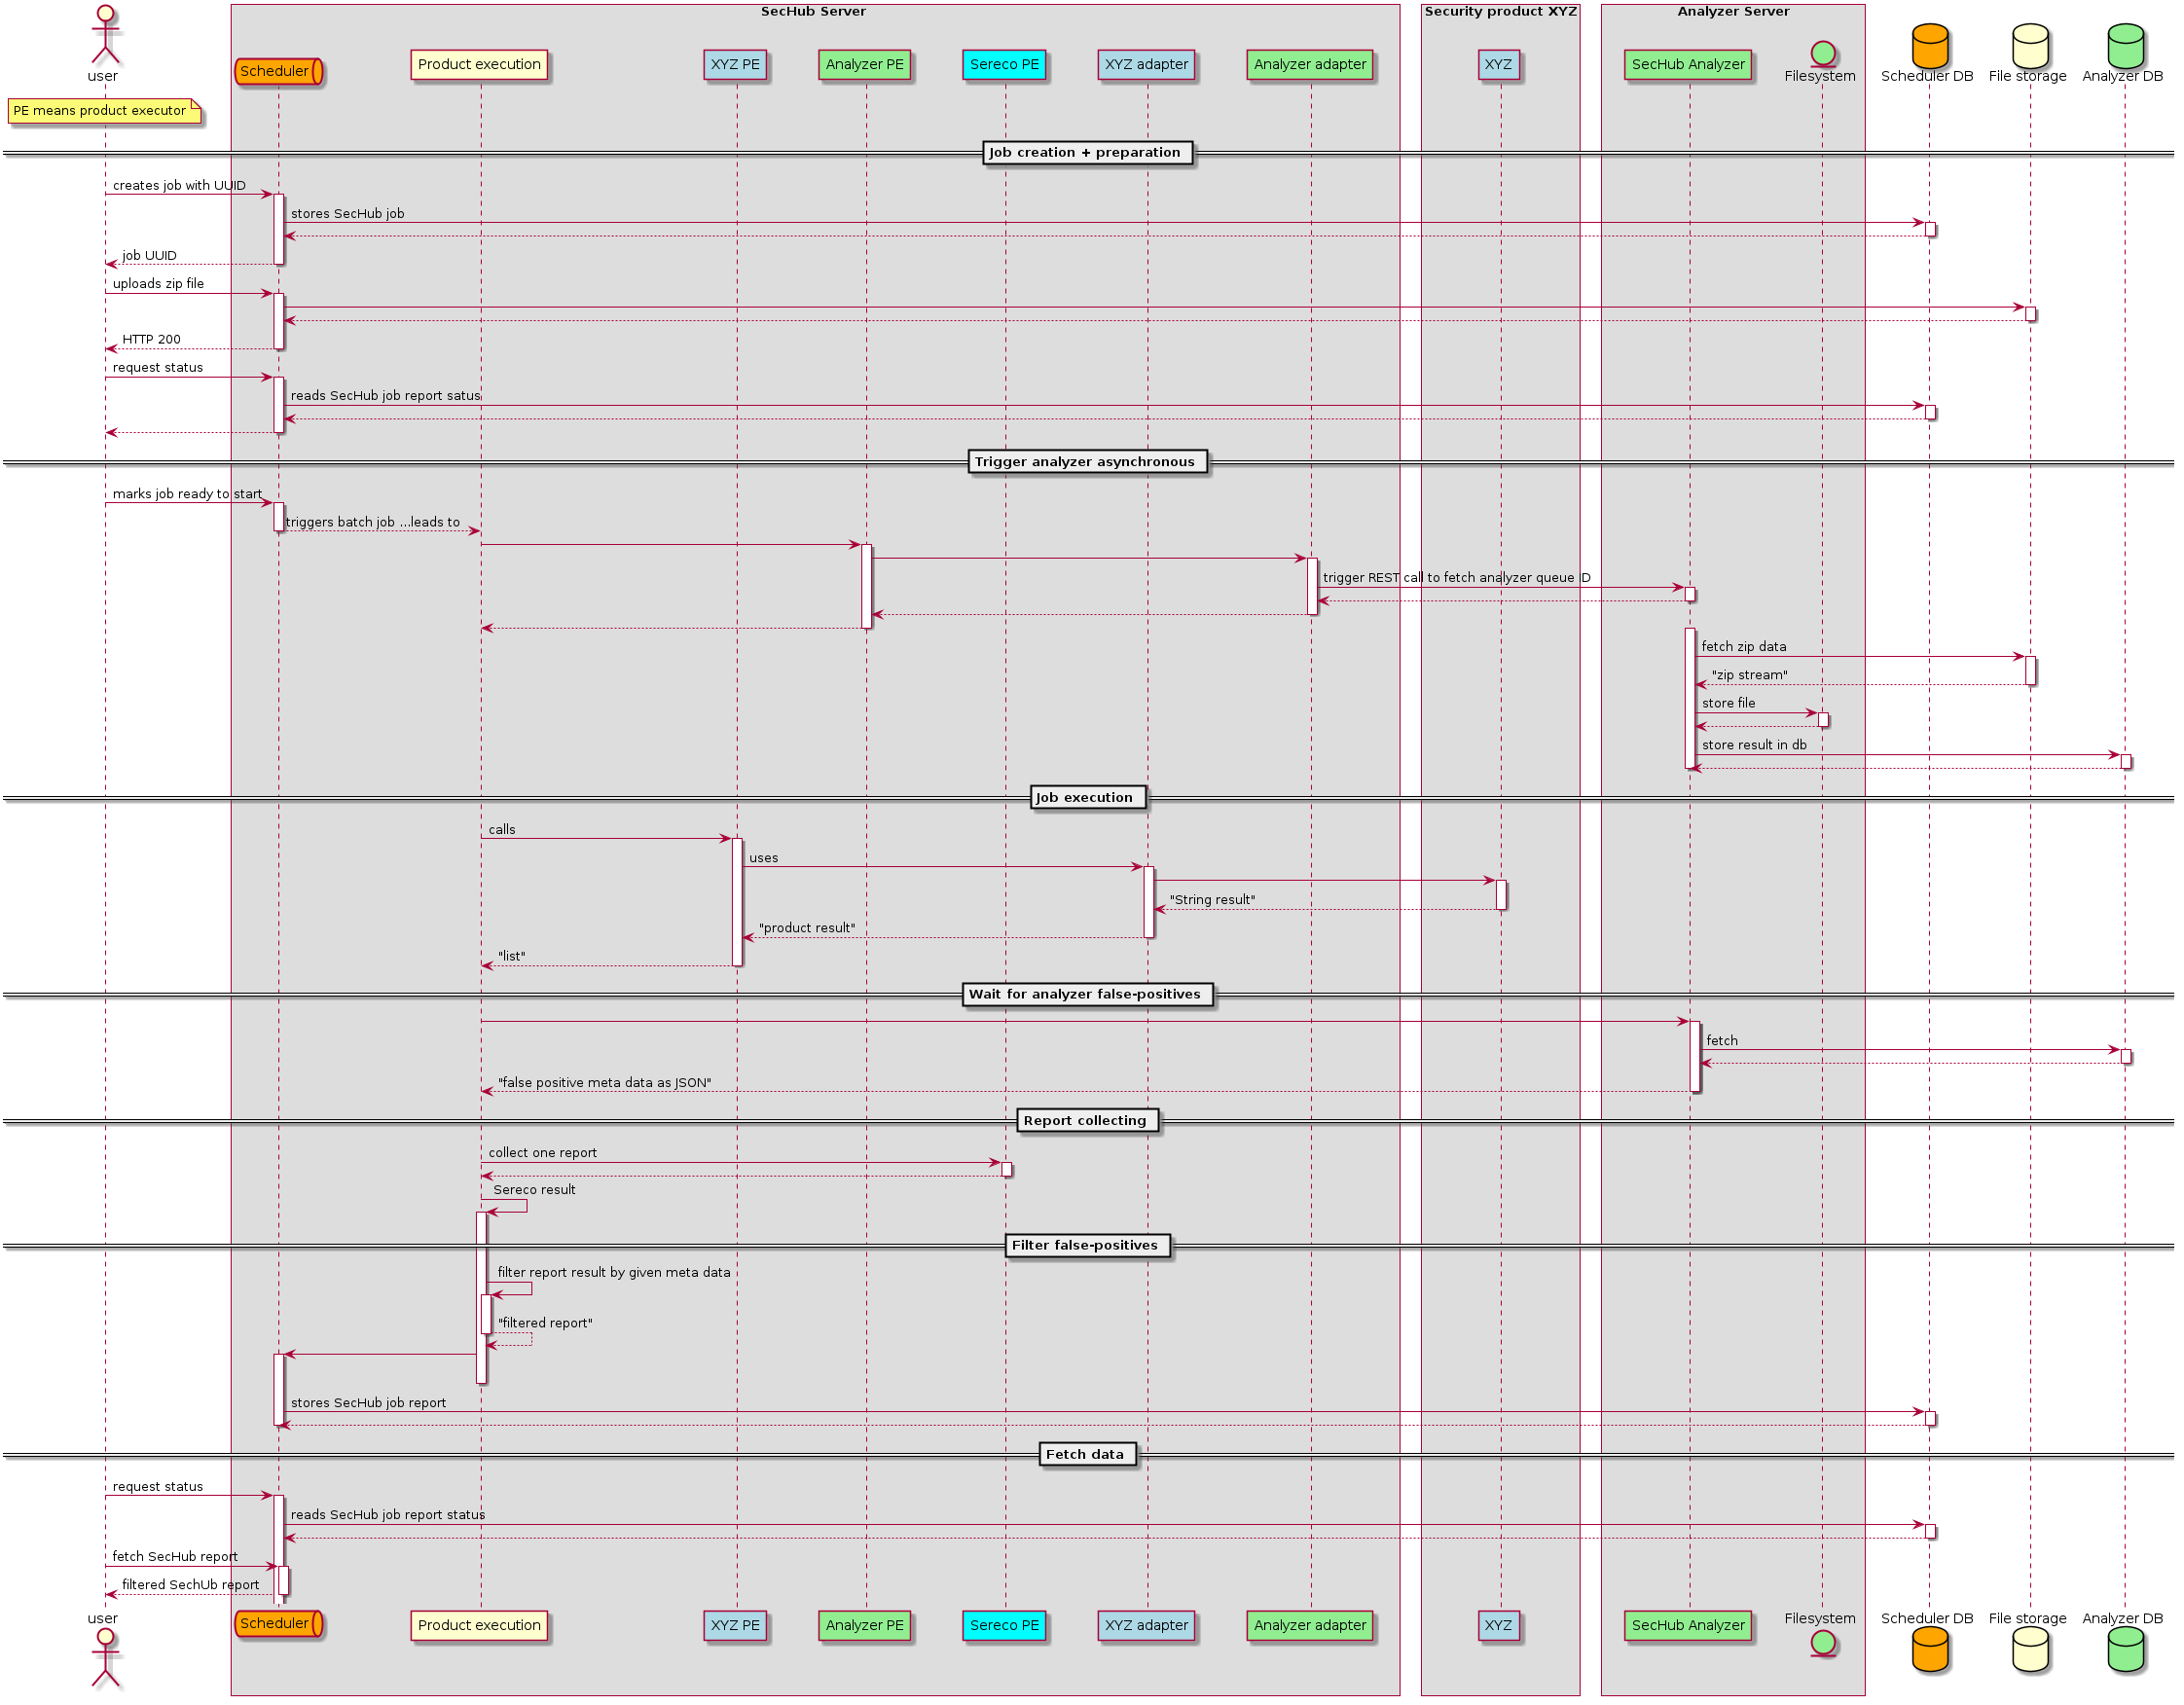 SecHub Server
Security product XYZ
Analyzer Server
user
Scheduler
Product execution
XYZ PE
Analyzer PE
Sereco PE
XYZ adapter
Analyzer adapter
XYZ
SecHub Analyzer
Filesystem
Scheduler DB
File storage
Analyzer DB
PE means product executor
Job creation + preparation
creates job with UUID
stores SecHub job
job UUID
uploads zip file
HTTP 200
request status
reads SecHub job report satus
Trigger analyzer asynchronous
marks job ready to start
triggers batch job ...leads to
trigger REST call to fetch analyzer queue ID
fetch zip data
"zip stream"
store file
store result in db
Job execution
calls
uses
"String result"
"product result"
"list"
Wait for analyzer false-positives
fetch
"false positive meta data as JSON"
Report collecting
collect one report
Sereco result
Filter false-positives
filter report result by given meta data
"filtered report"
stores SecHub job report
Fetch data
request status
reads SecHub job report status
fetch SecHub report
filtered SechUb report
user
Scheduler
Product execution
XYZ PE
Analyzer PE
Sereco PE
XYZ adapter
Analyzer adapter
XYZ
SecHub Analyzer
Filesystem
Scheduler DB
File storage
Analyzer DB